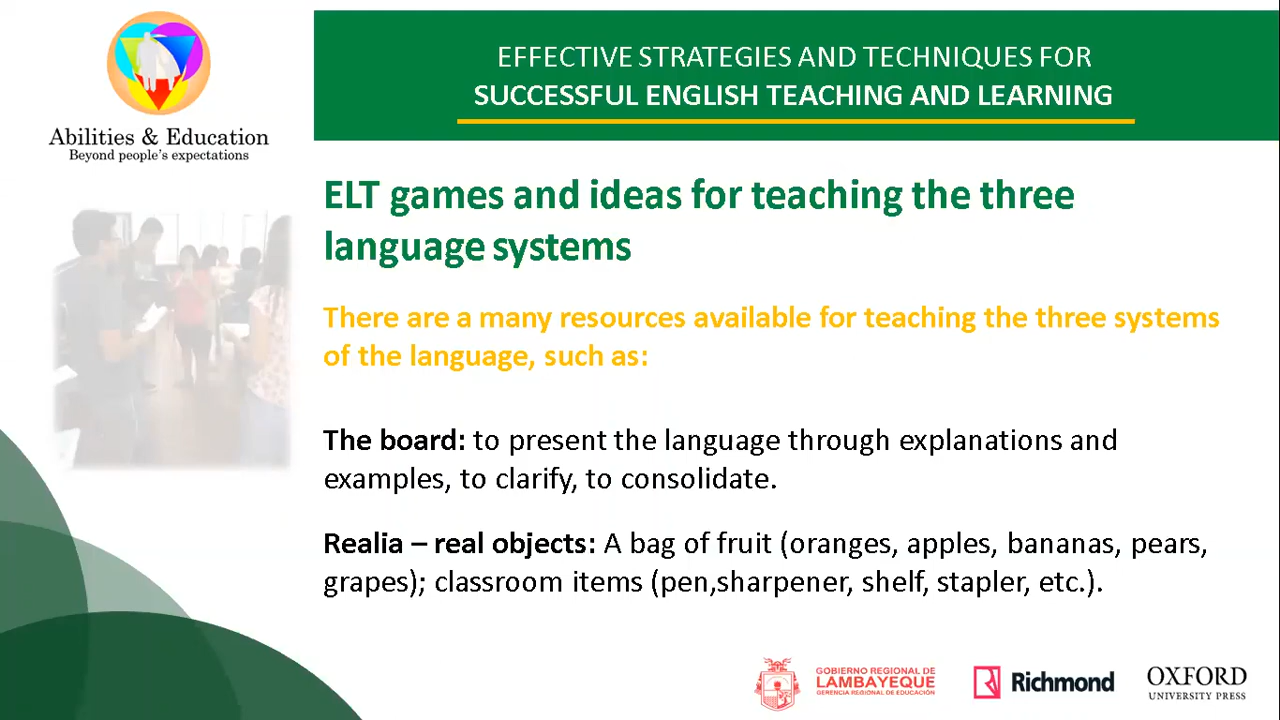 Abilities & Education
Beyond people's expectations
EFFECTIVE STRATEGIES AND TECHNIQUES FOR
SUCCESSFUL ENGLISH TEACHING AND LEARNING
ELT games and ideas for teaching the three
language systems
There are a many resources available for teaching the three systems
of the language, such as:
The board: to present the language through explanations and
examples, to clarify, to consolidate.
Realia – real objects: A bag of fruit (oranges, apples, bananas, pears,
grapes); classroom items (pen,sharpener, shelf, stapler, etc.).
GOBIERNO REGIONAL DE
LAMBAYEQUE
GERENCIA REGIONAL DE EDUCACIÓN
Richmond
OXFORD
UNIVERSITY PRESS